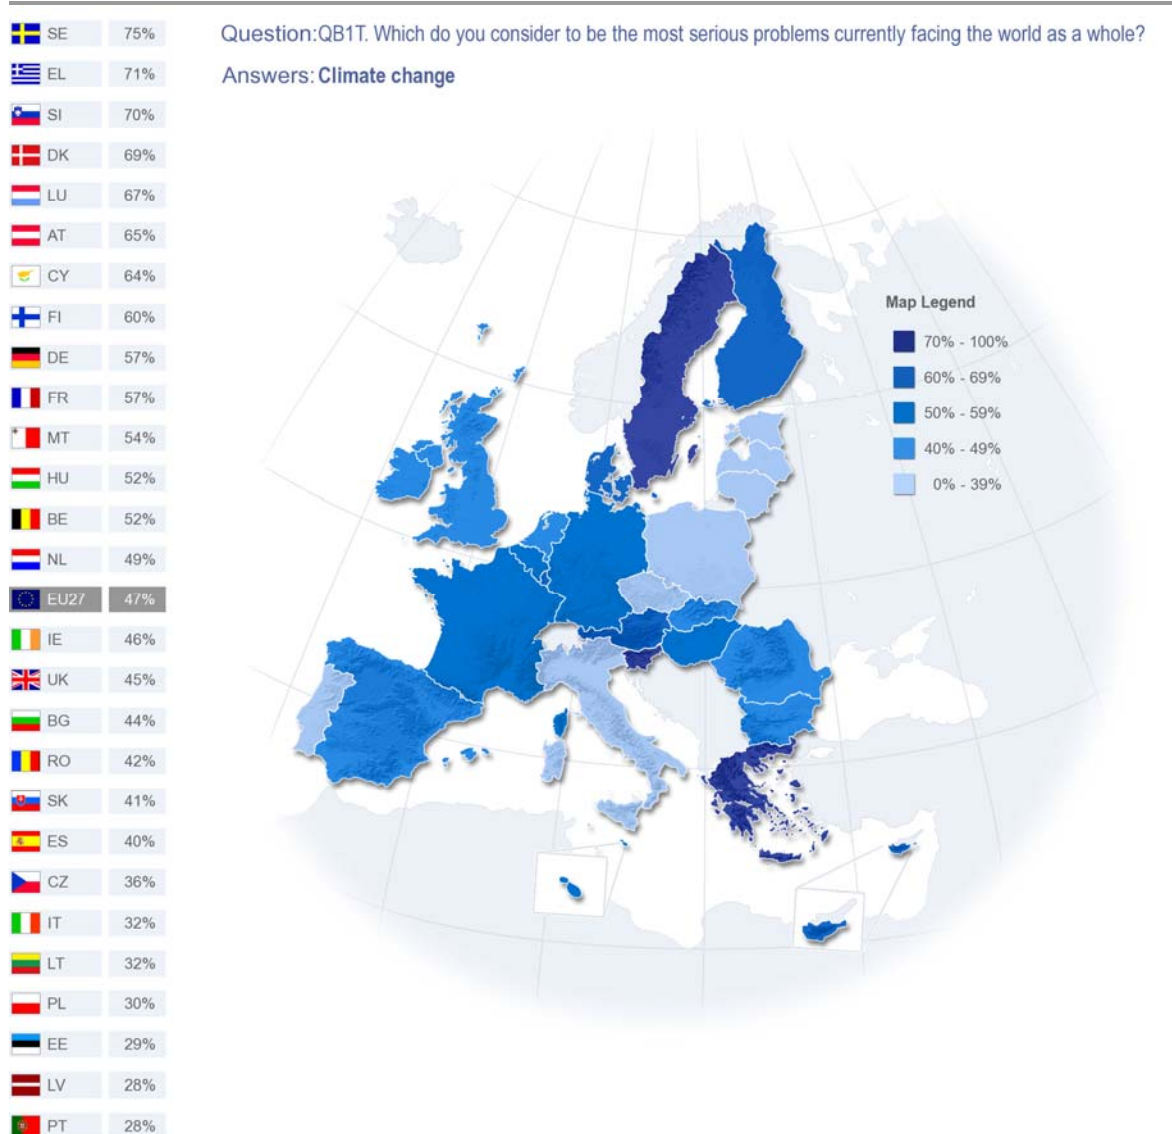 Question:QB1T. Which do you consider to be the most serious problems currently facing the world as a whole?
Answers: Climate change
SE 75%
EL 71%
SI 70%
DK 69%
LU 67%
AT 65%
CY 64%
FI 60%
DE 57%
FR 57%
MT 54%
HU 52%
BE 52%
NL 49%
EU27 47%
IE 46%
UK 45%
BG 44%
RO 42%
SK 41%
ES 40%
CZ 36%
IT 32%
LT 32%
PL 30%
EE 29%
LV 28%
PT 28%
Map Legend
70% - 100%
60% - 69%
50% - 59%
40% - 49%
0% - 39%